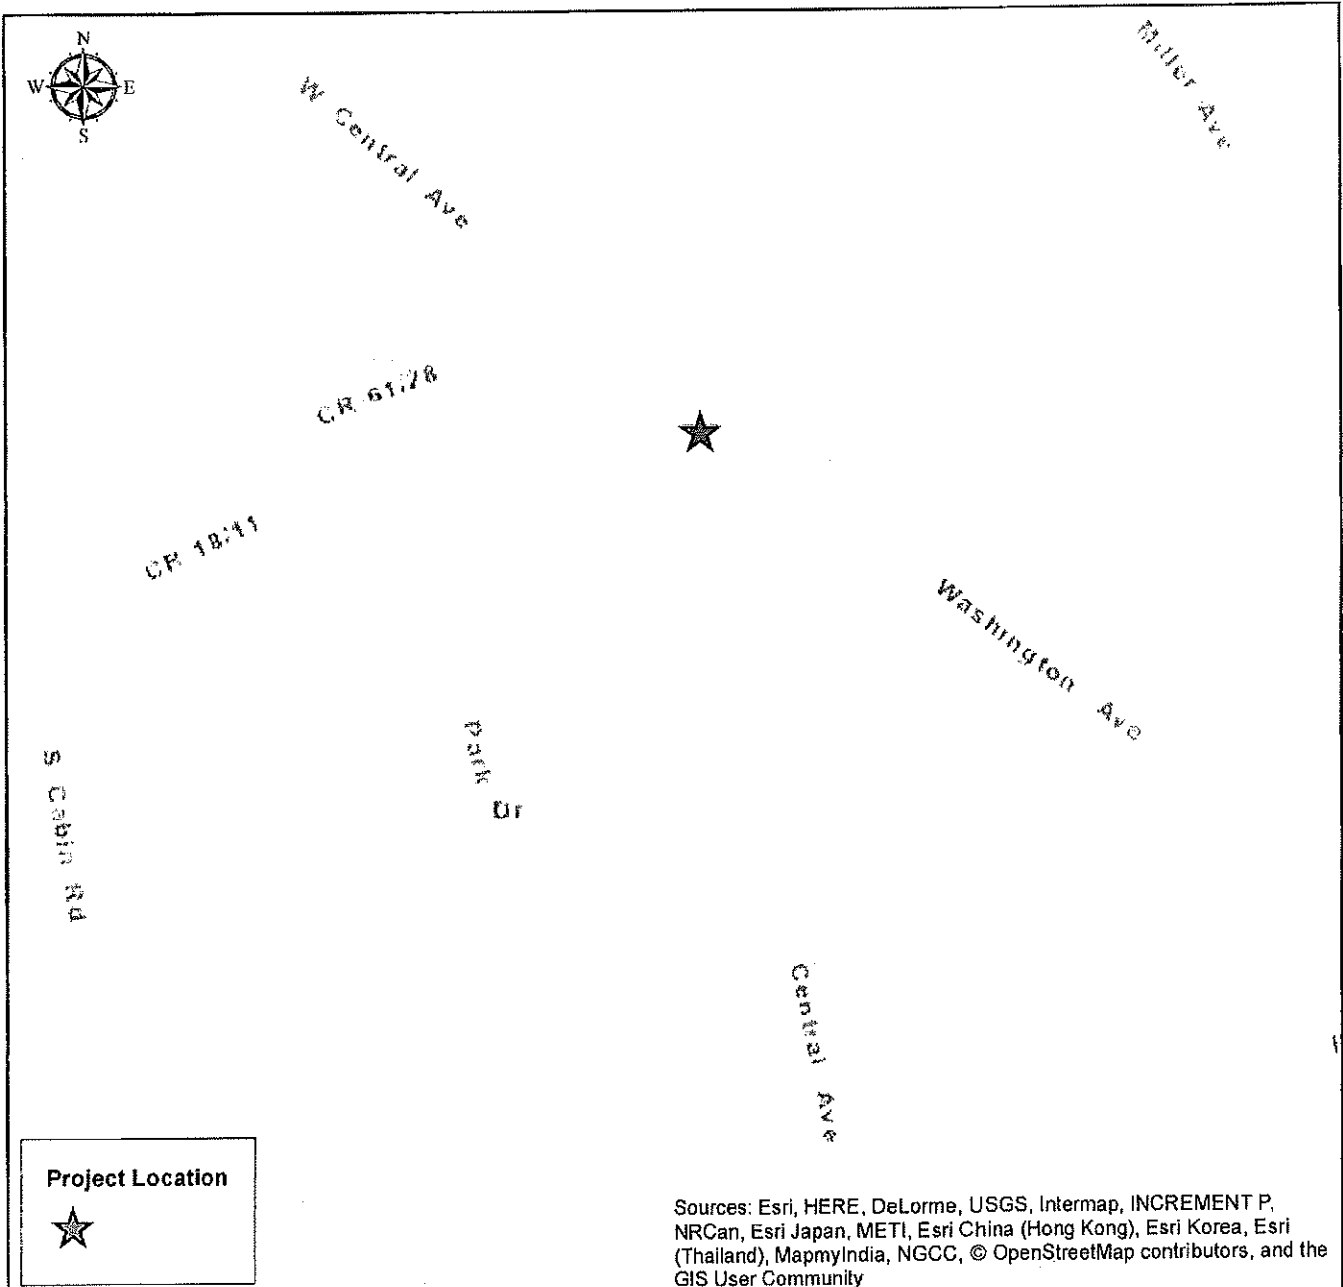 N
W E
S
W Central Ave
Miller Ave
CR 61/78
CR 18/11
Washington Ave
Park Dr
S Cabin Rd
Central Ave
Project Location
Sources: Esri, HERE, DeLorme, USGS, Intermap, INCREMENT P,
NRCan, Esri Japan, METI, Esri China (Hong Kong), Esri Korea, Esri
(Thailand), MapmyIndia, NGCC, © OpenStreetMap contributors, and the
GIS User Community